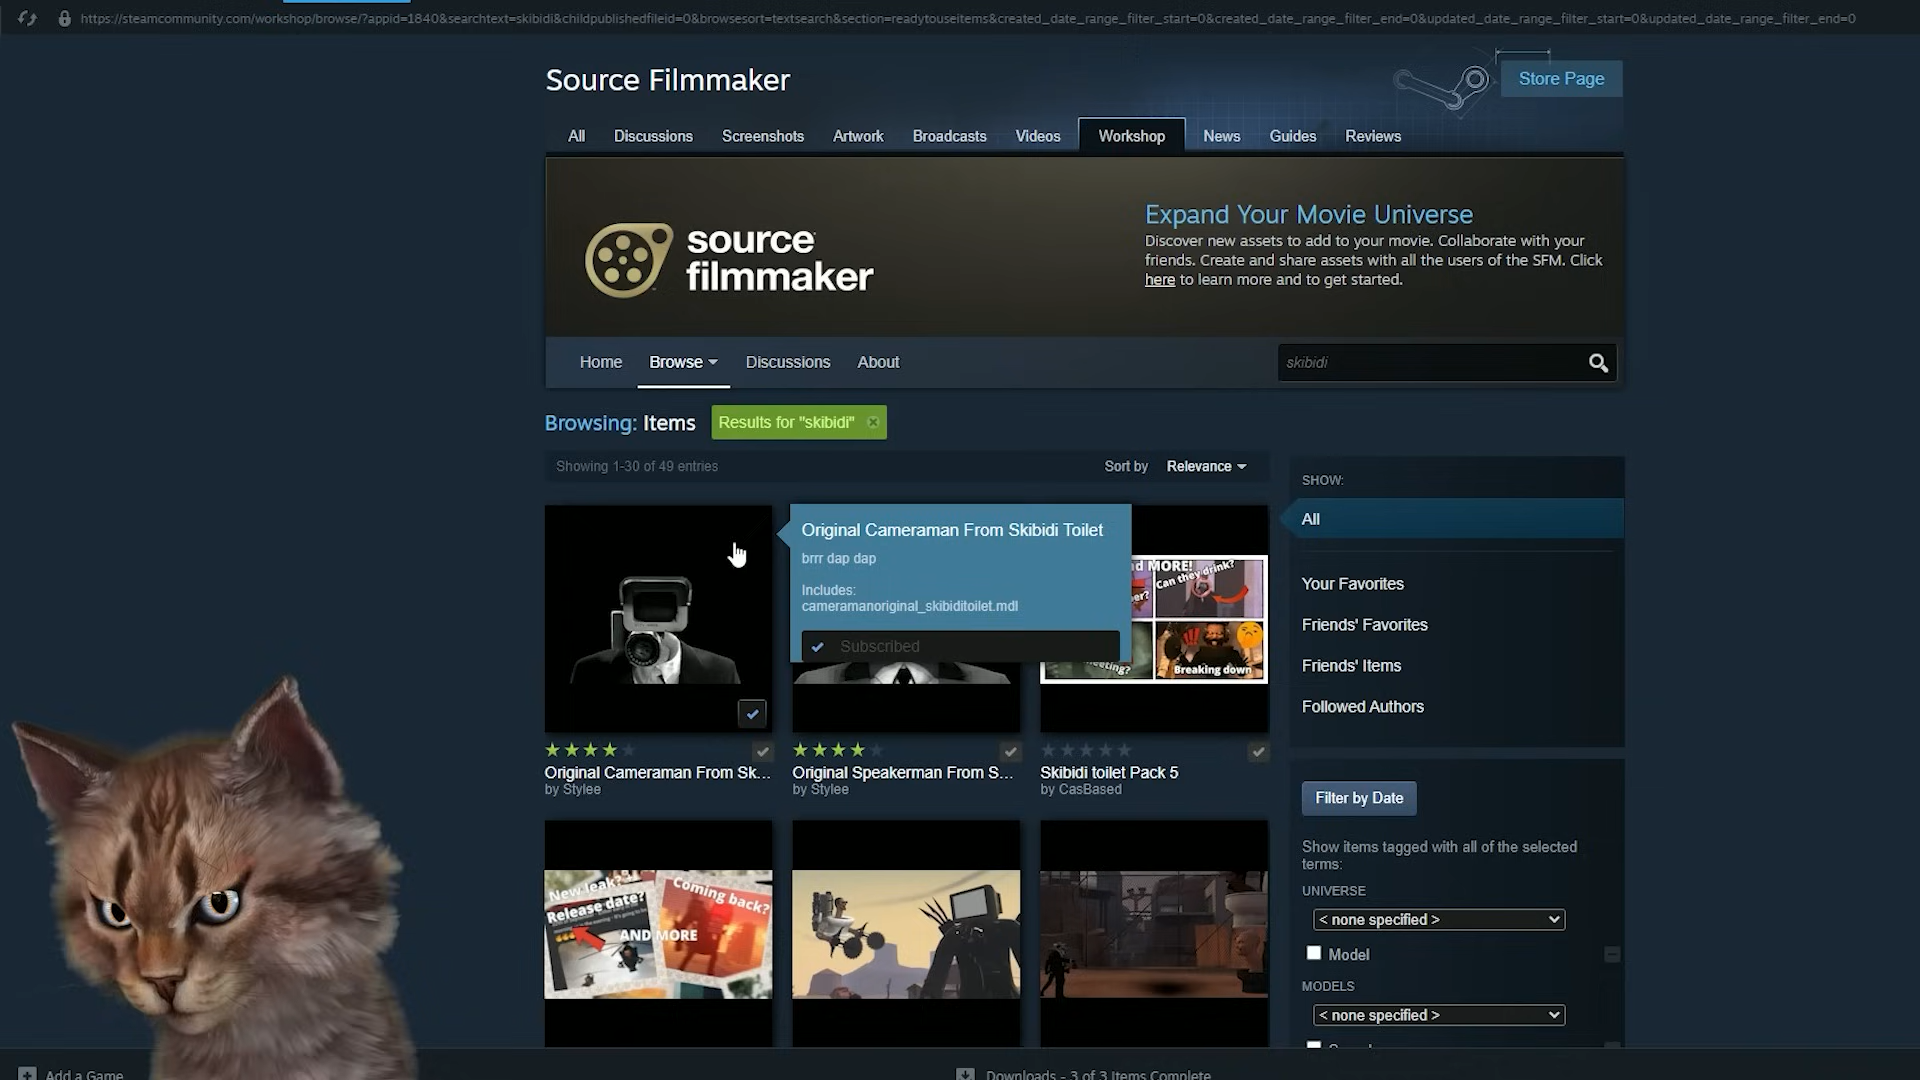 https://steamcommunity.com/workshop/browse/?appid=1840&searchtext=skibidi&childpublishedfileid=0&browsesort=textsearch&section=readytouseitems&created_date_range_filter_start=0&created_date_range_filter_end=0&updated_date_range_filter_start=0&updated_date_range_filter_end=0
Source Filmmaker
Store Page
All Discussions Screenshots Artwork Broadcasts Videos Workshop News Guides Reviews
source
filmmaker
Expand Your Movie Universe
Discover new assets to add to your movie. Collaborate with your
friends. Create and share assets with all the users of the SFM. Click
here to learn more and to get started.
Home Browse Discussions About
skibidi
Browsing: Items Results for "skibidi"
Showing 1-30 of 49 entries
Sort by Relevance
Original Cameraman From Skibidi Toilet
brrr dap dap
Includes:
cameramanoriginal_skibiditoilet.mdl
Subscribed
d MORE!
Can they drink?
er?
eeting?
Breaking down
Original Cameraman From Sk...
by Stylee
Original Speakerman From S...
by Stylee
Skibidi toilet Pack 5
by CasBased
New leak?
Release date?
Coming back?
AND MORE
SHOW:
All
Your Favorites
Friends' Favorites
Friends' Items
Followed Authors
Filter by Date
Show items tagged with all of the selected
terms:
UNIVERSE
< none specified >
Model
MODELS
< none specified >
Add a Game
Downloads - 3 of 3 Items Complete